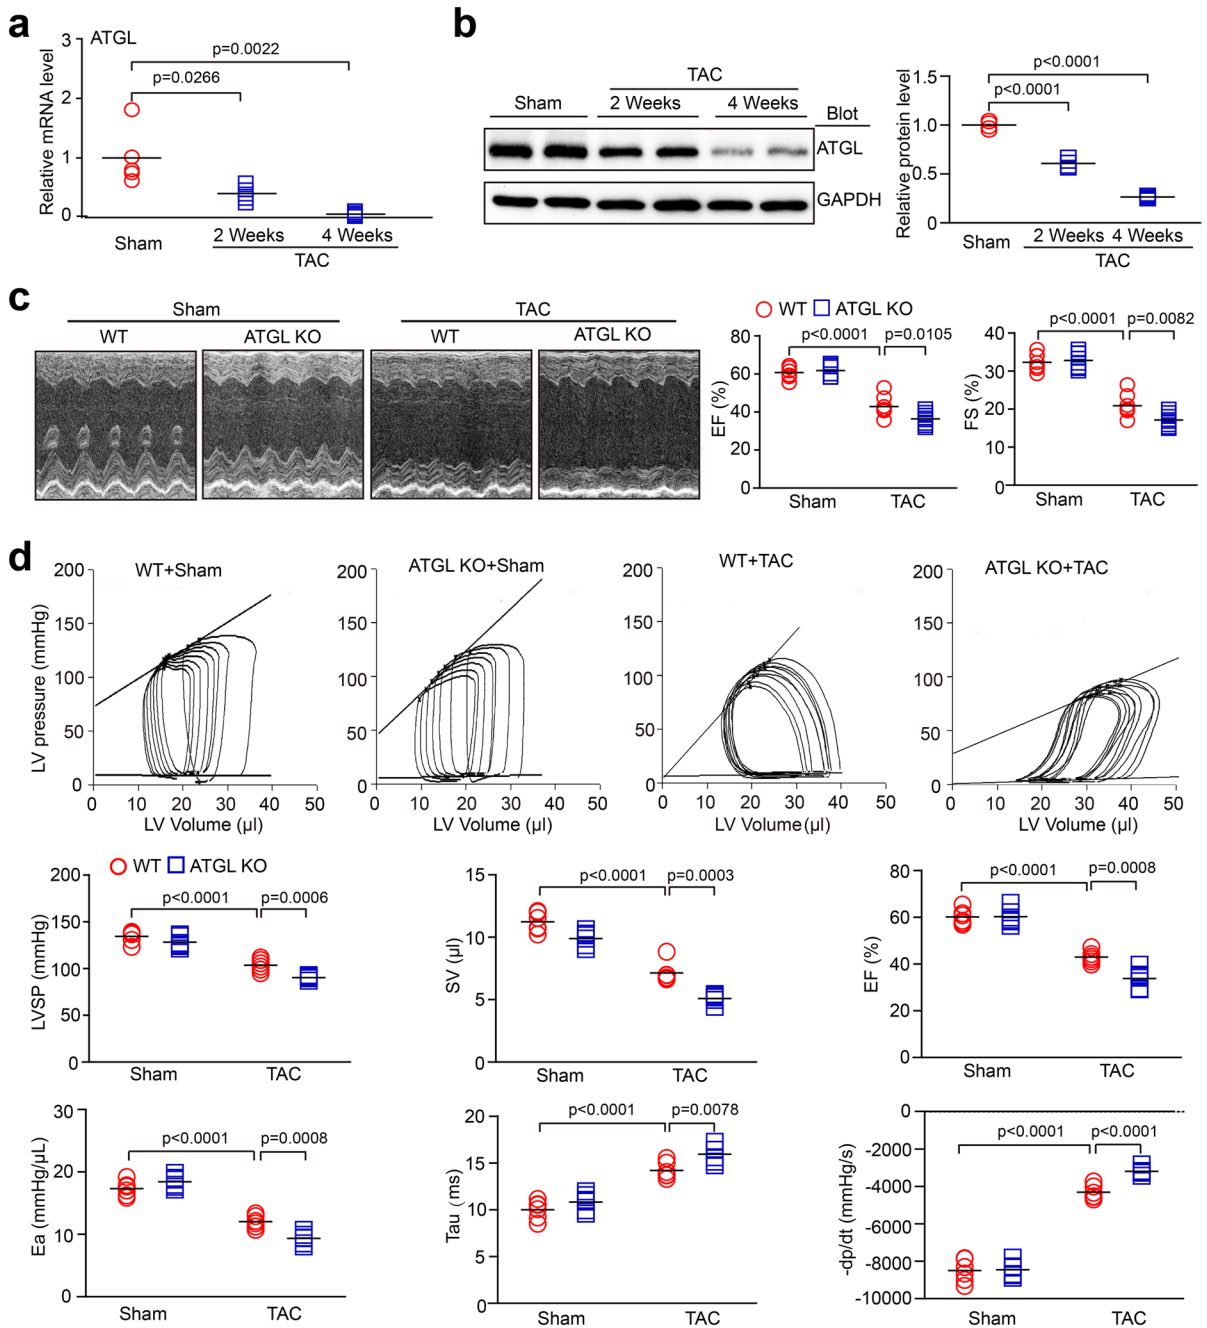 a
ATGL
Relative mRNA level
3
2
1
0
p=0.0022
p=0.0266
Sham
2 Weeks
4 Weeks
TAC
b
TAC
Sham
2 Weeks
4 Weeks
Blot
ATGL
GAPDH
Relative protein level
1.5
1.0
0.5
0
p<0.0001
p<0.0001
Sham
2 Weeks
4 Weeks
TAC
c
Sham
TAC
WT
ATGL KO
WT
ATGL KO
WT
ATGL KO
EF (%)
80
60
40
20
0
p<0.0001
p=0.0105
Sham
TAC
FS (%)
40
30
20
10
0
p<0.0001
p=0.0082
Sham
TAC
d
WT+Sham
LV pressure (mmHg)
200
150
100
50
0
0
10
20
30
40
50
LV Volume (µl)
ATGL KO+Sham
200
150
100
50
0
0
10
20
30
40
50
LV Volume (µl)
WT+TAC
200
150
100
50
0
0
10
20
30
40
50
LV Volume(µl)
ATGL KO+TAC
200
150
100
50
0
0
10
20
30
40
50
LV Volume (µl)
WT
ATGL KO
LVSP (mmHg)
200
150
100
50
0
p<0.0001
p=0.0006
Sham
TAC
SV (µl)
15
10
5
0
p<0.0001
p=0.0003
Sham
TAC
EF (%)
80
60
40
20
0
p<0.0001
p=0.0008
Sham
TAC
Ea (mmHg/µL)
30
20
10
0
p<0.0001
p=0.0008
Sham
TAC
Tau (ms)
20
15
10
5
0
p<0.0001
p=0.0078
Sham
TAC
-dp/dt (mmHg/s)
0
-2000
-4000
-6000
-8000
-10000
p<0.0001
p<0.0001
Sham
TAC